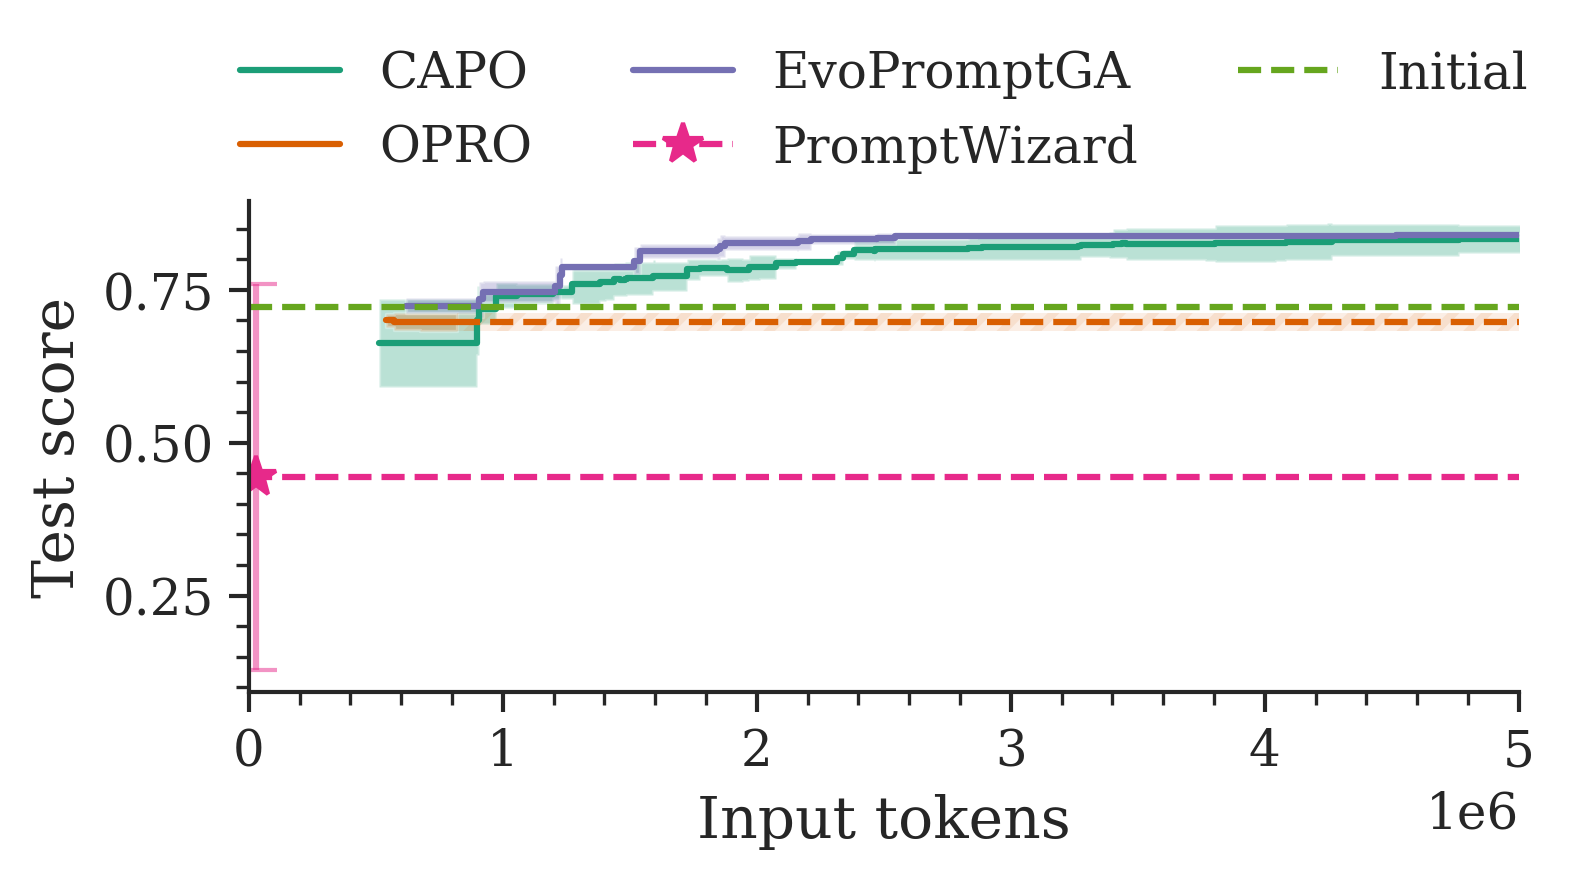 CAPO EvoPromptGA Initial
OPRO PromptWizard
Test score
0.75
0.50
0.25
0 1 2 3 4 5
Input tokens
1e6